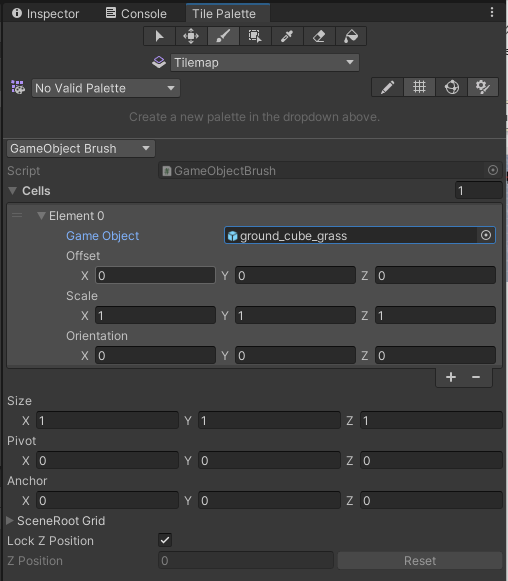 Inspector Console Tile Palette
Tilemap
No Valid Palette
Create a new palette in the dropdown above.
GameObject Brush
Script GameObjectBrush
Cells 1
Element 0
Game Object ground_cube_grass
Offset
X 0 Y 0 Z 0
Scale
X 1 Y 1 Z 1
Orientation
X 0 Y 0 Z 0
Size
X 1 Y 1 Z 1
Pivot
X 0 Y 0 Z 0
Anchor
X 0 Y 0 Z 0
SceneRoot Grid
Lock Z Position
Z Position 0 Reset